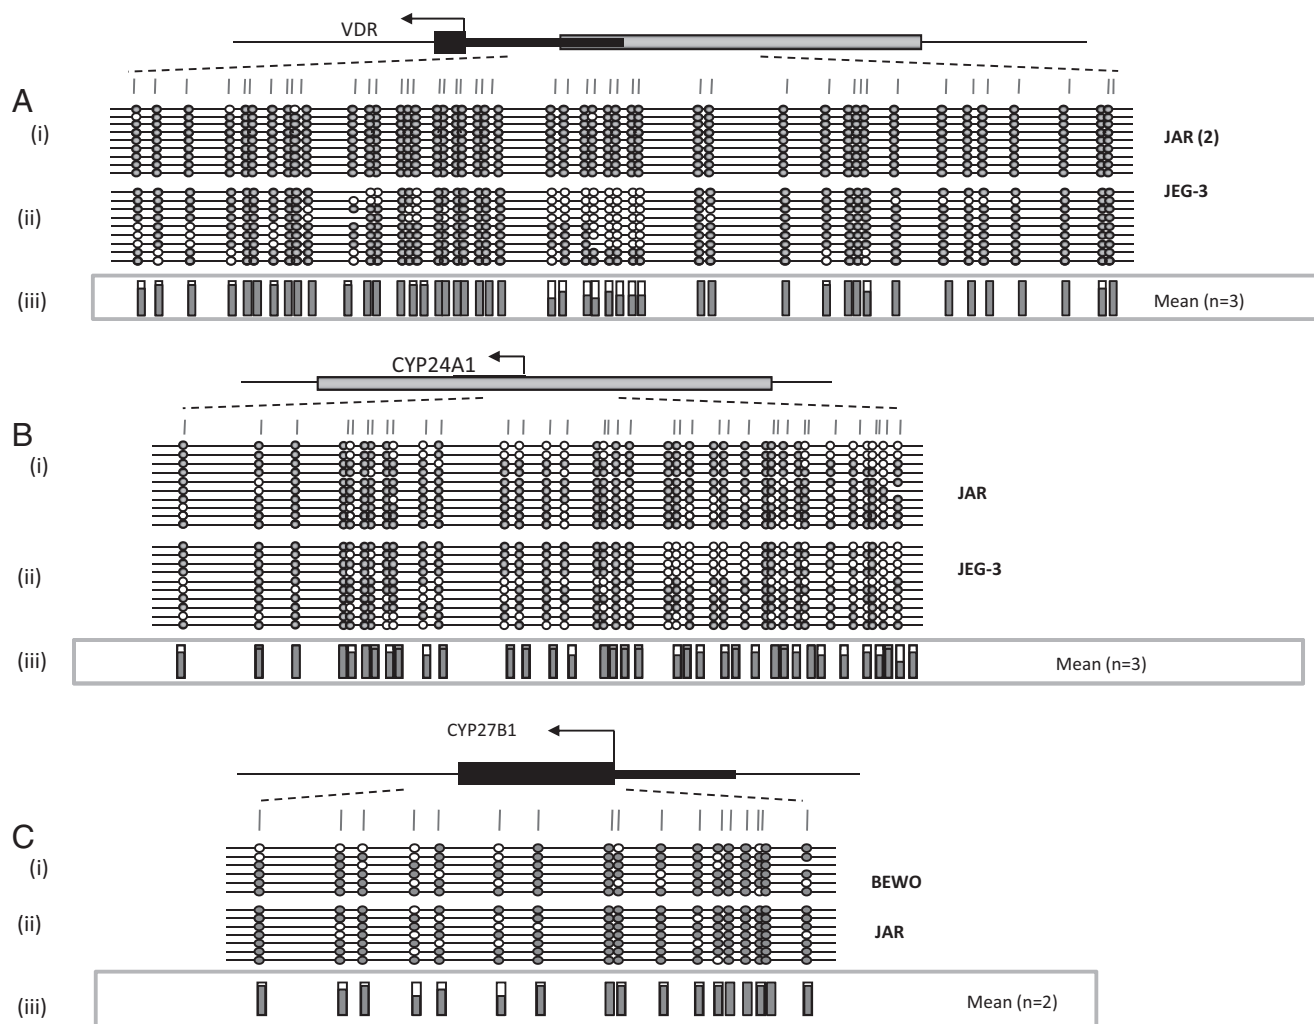 VDR
A
(i)
JAR (2)
JEG-3
(ii)
(iii)
Mean (n=3)
CYP24A1
B
(i)
JAR
JEG-3
(ii)
(iii)
Mean (n=3)
CYP27B1
C
(i)
BEWO
(ii)
JAR
(iii)
Mean (n=2)